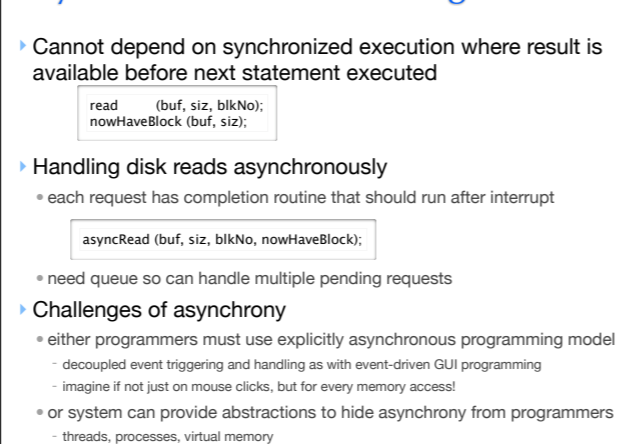 Cannot depend on synchronized execution where result is
available before next statement executed
read (buf, siz, blkNo);
nowHaveBlock (buf, siz);
Handling disk reads asynchronously
each request has completion routine that should run after interrupt
asyncRead (buf, siz, blkNo, nowHaveBlock);
need queue so can handle multiple pending requests
Challenges of asynchrony
either programmers must use explicitly asynchronous programming model
- decoupled event triggering and handling as with event-driven GUI programming
- imagine if not just on mouse clicks, but for every memory access!
or system can provide abstractions to hide asynchrony from programmers
- threads, processes, virtual memory